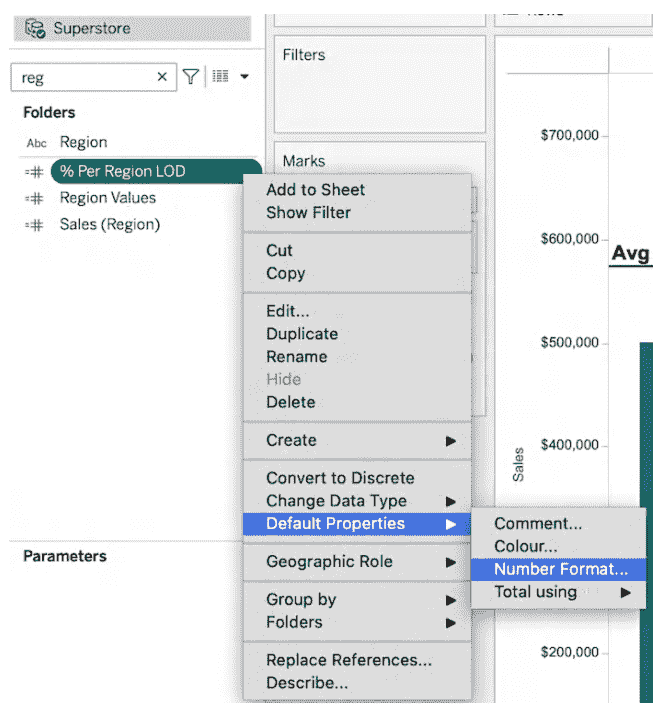 Superstore
reg
Folders
Abc Region
% Per Region LOD
Region Values
Sales (Region)
Parameters
Filters
Marks
Add to Sheet
Show Filter
Cut
Copy
Edit...
Duplicate
Rename
Hide
Delete
Create
Convert to Discrete
Change Data Type
Default Properties
Geographic Role
Group by
Folders
Replace References...
Describe...
Comment...
Colour...
Number Format...
Total using
$700,000
$600,000
Avg
$500,000
$400,000
Sales
$200,000